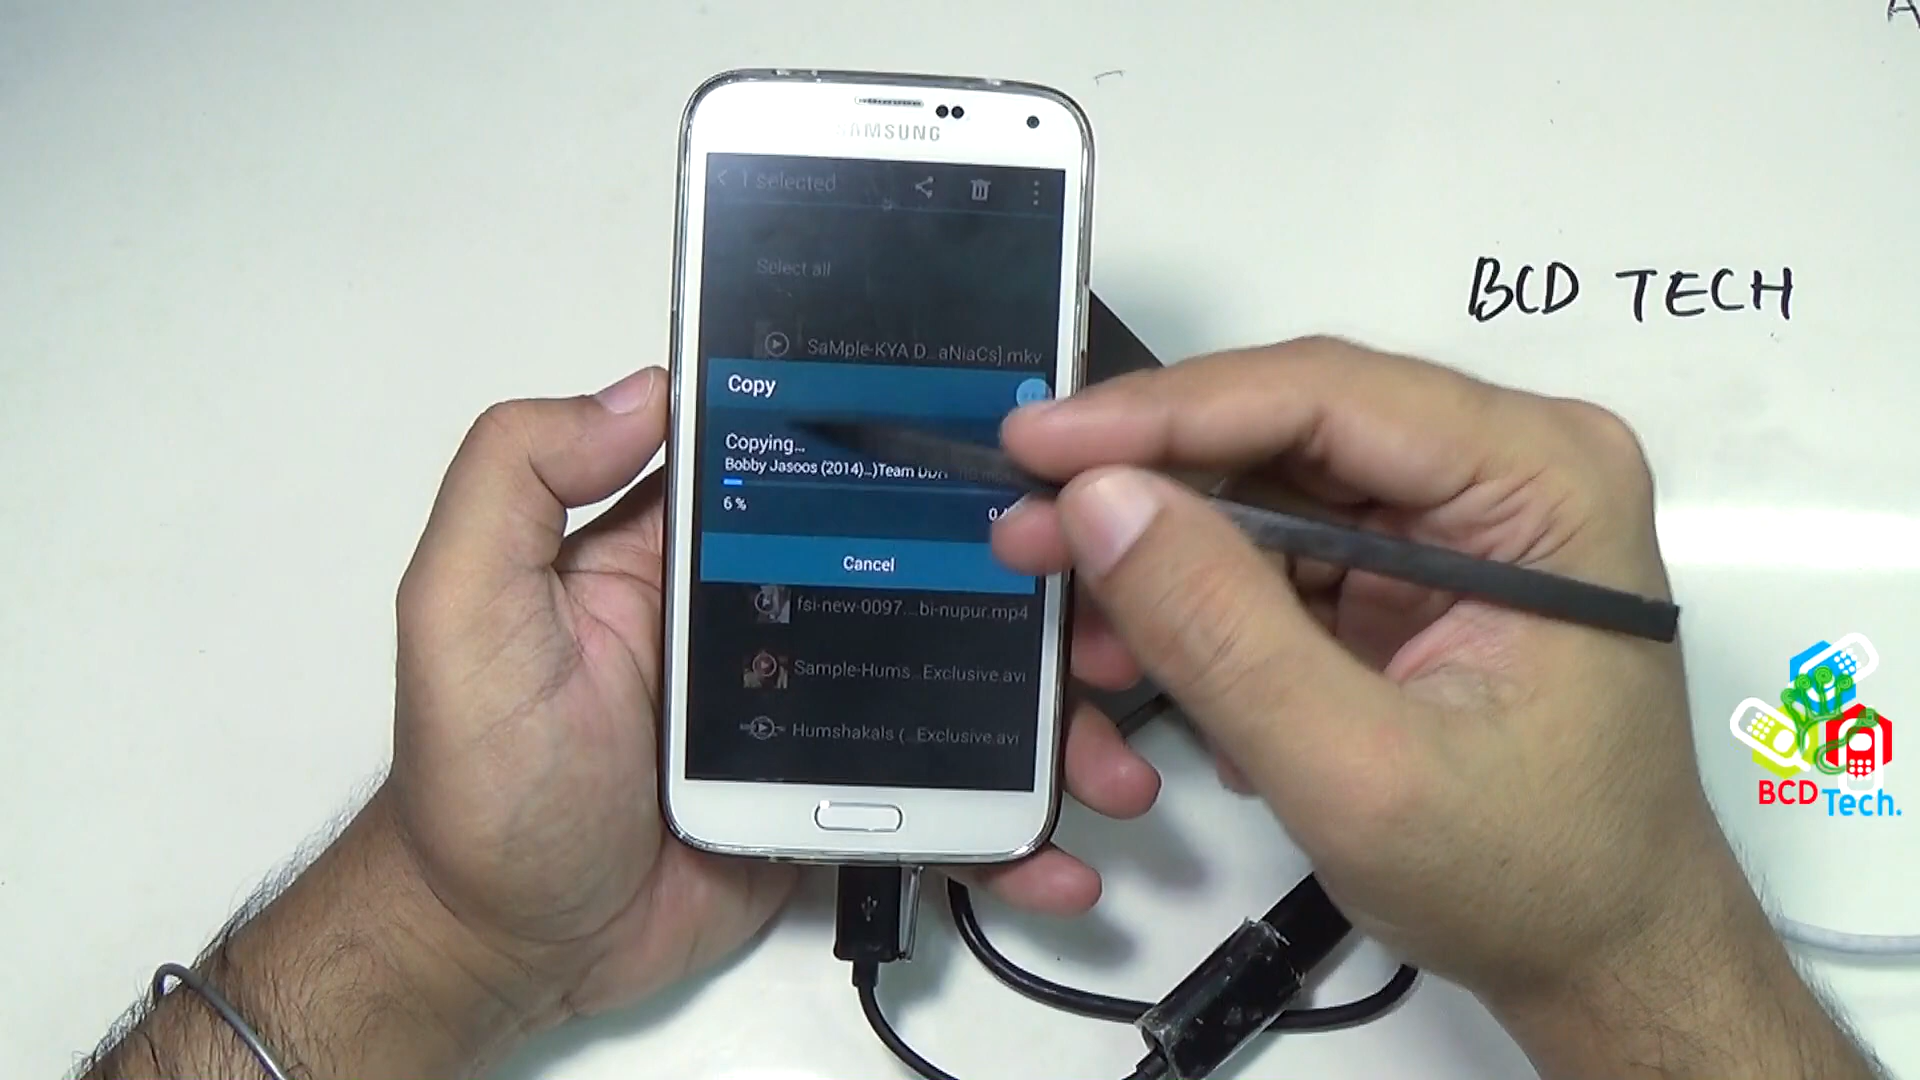 SAMSUNG
1 selected
Select all
SaMple-KYA D...aNiaCs].mkv
Copy
Copying...
Bobby Jasoos (2014)...)Team
6 %
Cancel
fsi-new-0097....bi-nupur.mp4
Sample-Hums...Exclusive.avi
Humshakals (...Exclusive.avi
BCD TECH
BCD Tech.